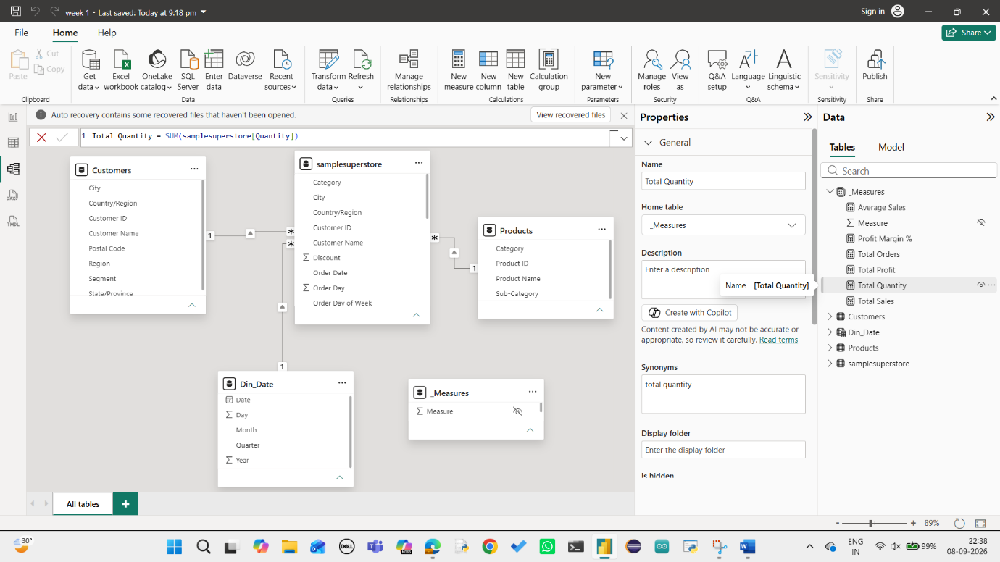 week 1 • Last saved: Today at 9:18 pm
Sign in
File
Home
Help
Share
Paste
Cut
Copy
Get data
Excel workbook
OneLake catalog
SQL Server
Enter data
Dataverse
Recent sources
Transform data
Refresh
Manage relationships
New measure
New column
New table
Calculation group
New parameter
Manage roles
View as
Q&A setup
Language
Linguistic schema
Sensitivity
Publish
Clipboard
Data
Queries
Relationships
Calculations
Parameters
Security
Q&A
Sensitivity
Share
Auto recovery contains some recovered files that haven't been opened.
View recovered files
1 Total Quantity = SUM(samplesuperstore[Quantity])
DAX
TMDL
Customers
City
Country/Region
Customer ID
Customer Name
Postal Code
Region
Segment
State/Province
samplesuperstore
Category
City
Country/Region
Customer ID
Customer Name
Discount
Order Date
Order Day
Order Day of Week
Products
Category
Product ID
Product Name
Sub-Category
1
*
*
*
1
1
Din_Date
Date
Day
Month
Quarter
Year
_Measures
Measure
Properties
General
Name
Total Quantity
Home table
_Measures
Description
Enter a description
Name [Total Quantity]
Create with Copilot
Content created by AI may not be accurate or
appropriate, so review it carefully. Read terms
Synonyms
total quantity
Display folder
Enter the display folder
Is hidden
Data
Tables
Model
Search
_Measures
Average Sales
Measure
Profit Margin %
Total Orders
Total Profit
Total Quantity
Total Sales
Customers
Din_Date
Products
samplesuperstore
All tables
+
- + 89%
30°
DELL
M365
ENG
IN
99%
22:38
08-09-2026